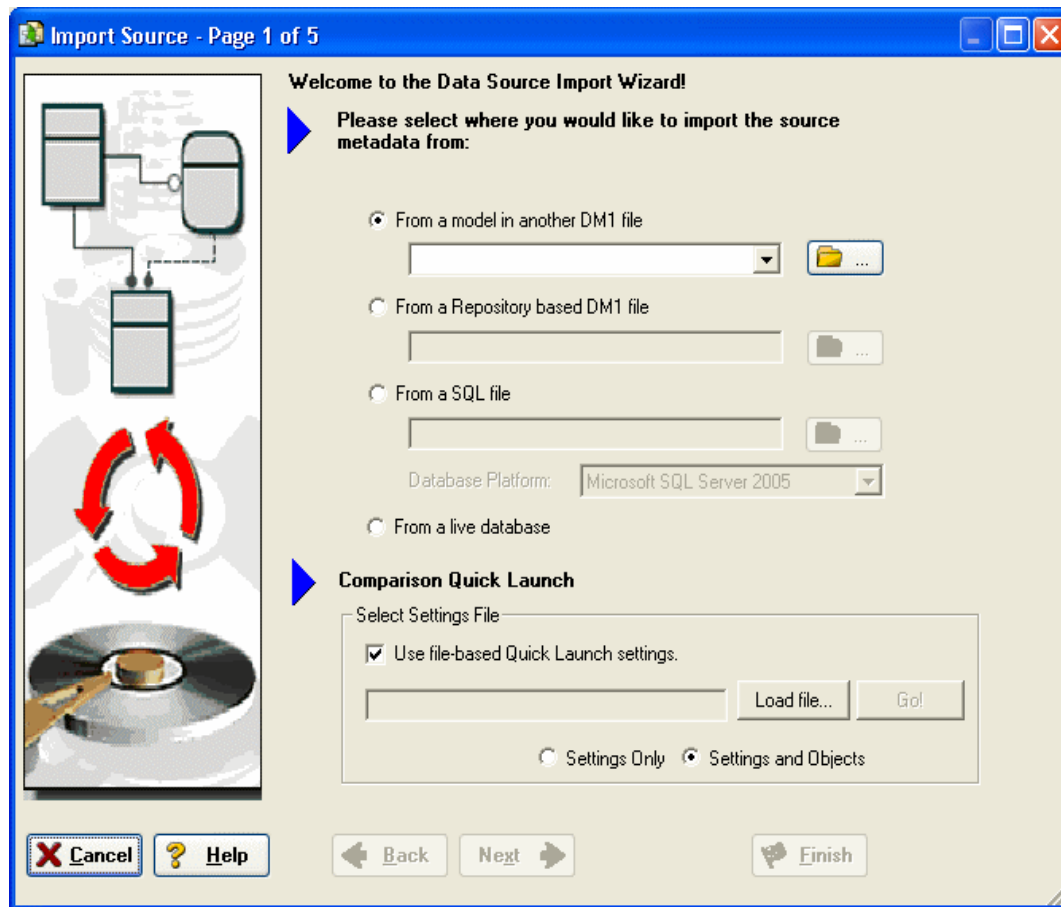 Import Source - Page 1 of 5
Welcome to the Data Source Import Wizard!
Please select where you would like to import the source
metadata from:
From a model in another DM1 file
...
From a Repository based DM1 file
...
From a SQL file
...
Database Platform: Microsoft SQL Server 2005
From a live database
Comparison Quick Launch
Select Settings File
Use file-based Quick Launch settings.
Load file... Go!
Settings Only Settings and Objects
Cancel Help Back Next Finish